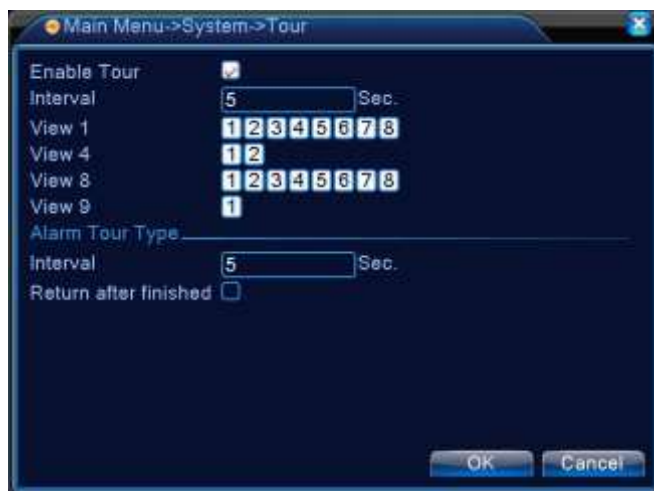 Main Menu->System->Tour
Enable Tour
Interval 5 Sec.
View 1 1 2 3 4 5 6 7 8
View 4 1 2
View 8 1 2 3 4 5 6 7 8
View 9 1
Alarm Tour Type
Interval 5 Sec.
Return after finished
OK Cancel